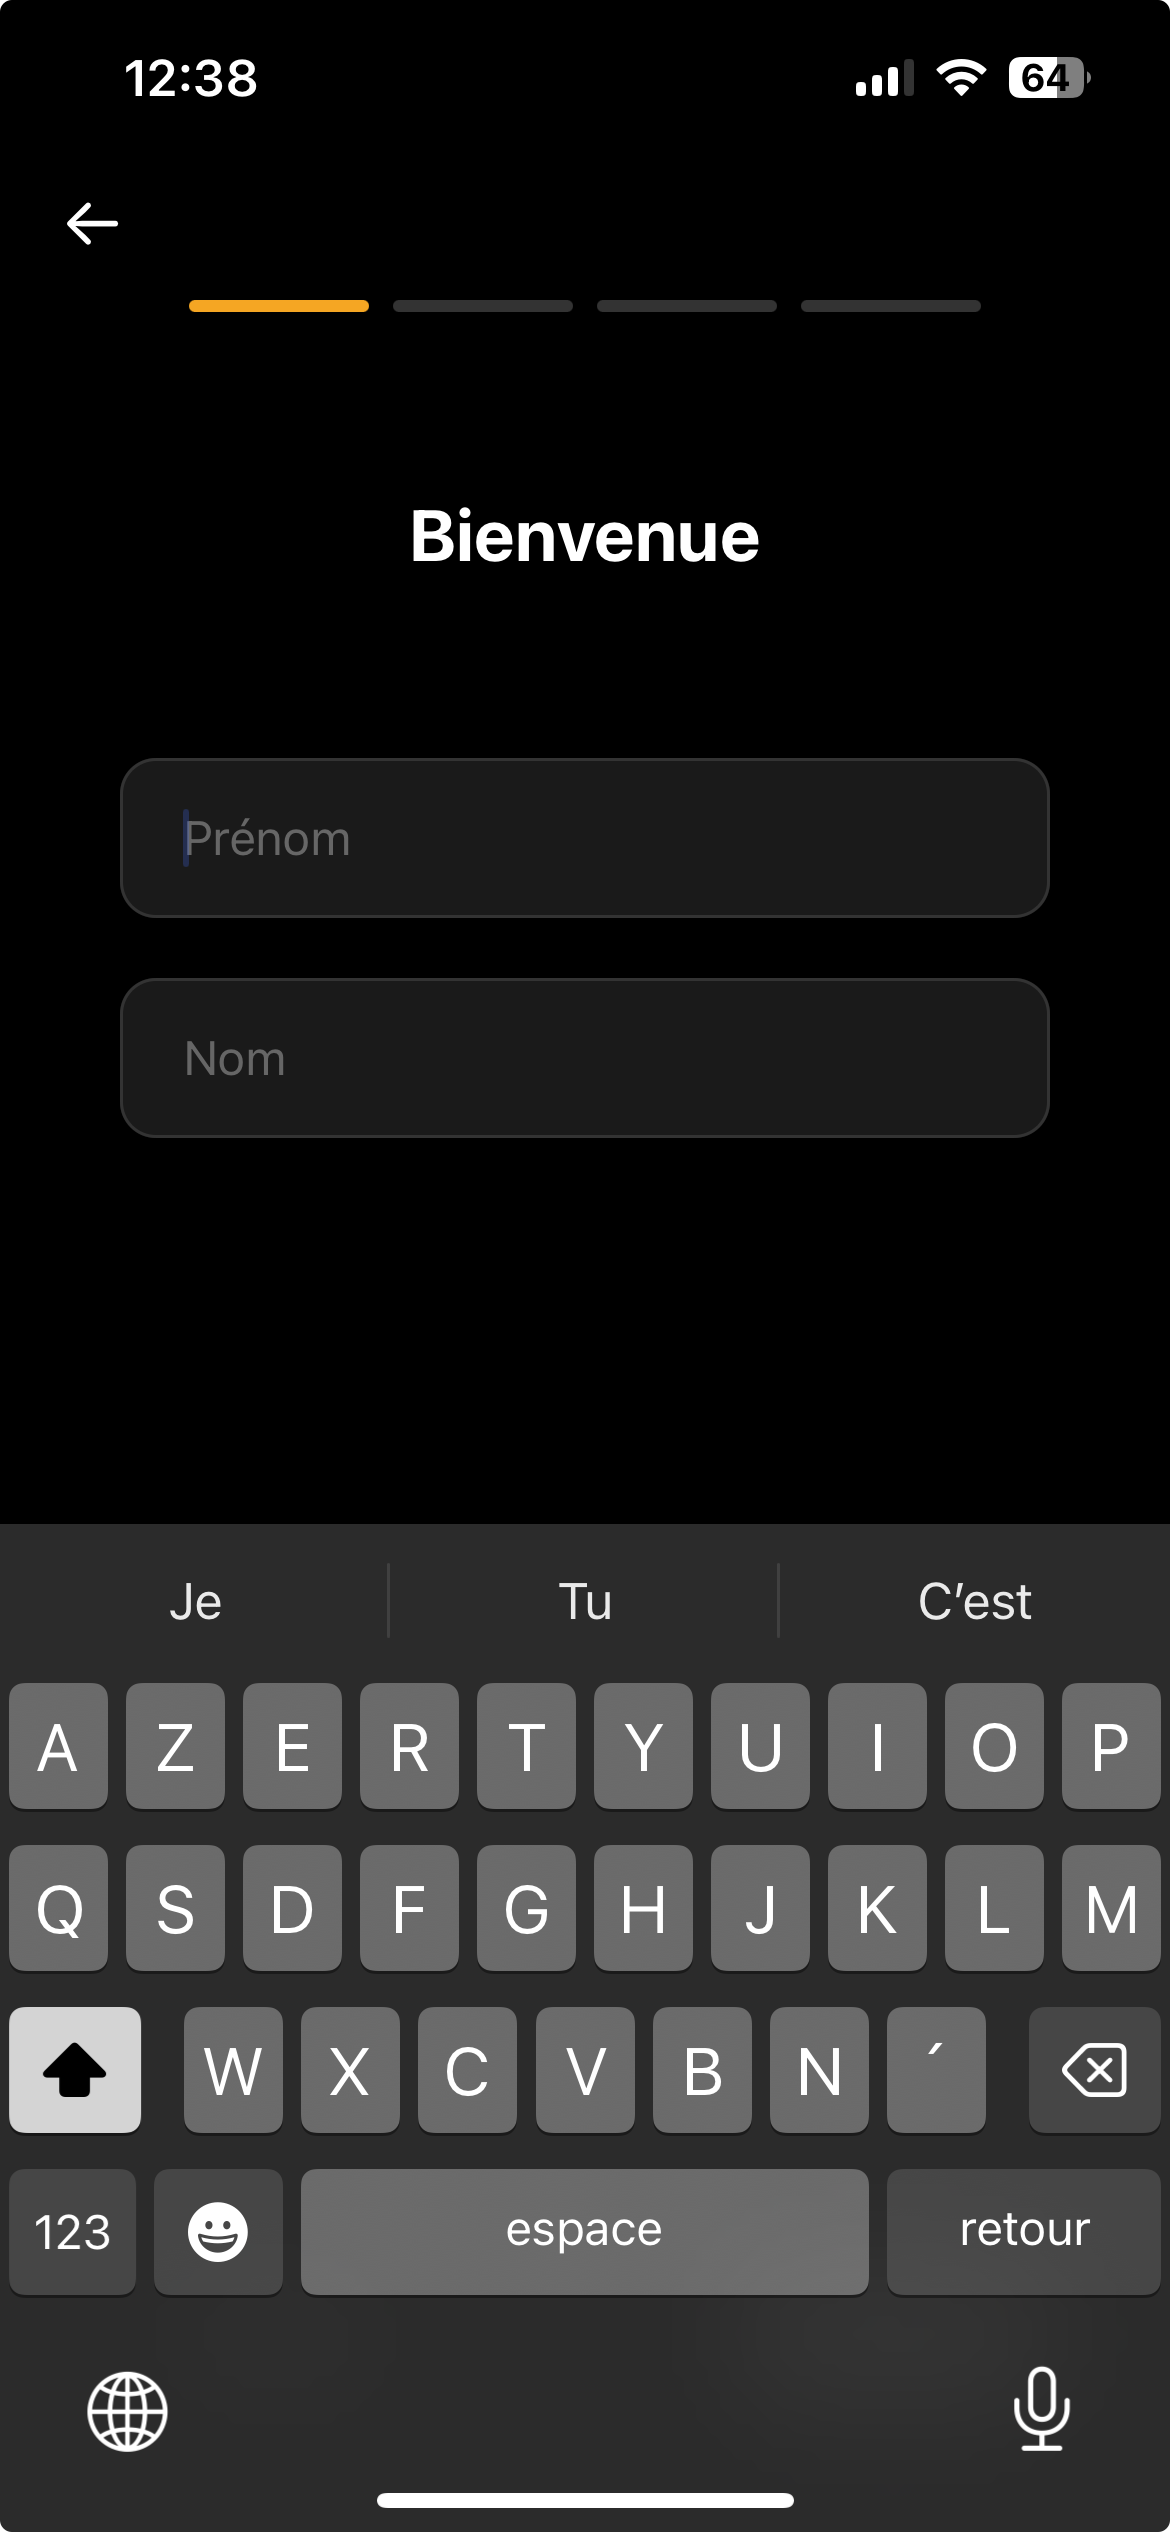 12:38
64
Bienvenue
Prénom
Nom
Je Tu C’est
A Z E R T Y U I O P
Q S D F G H J K L M
W X C V B N ´
123 espace retour